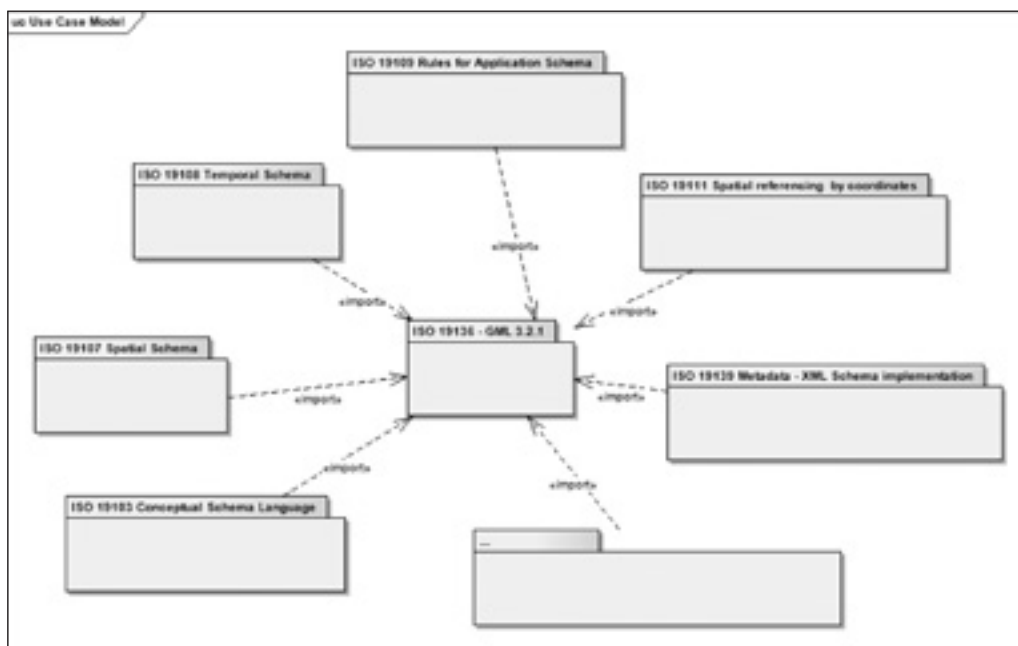 uc Use Case Model
ISO 19109 Rules for Application Schema
ISO 19108 Temporal Schema
ISO 19111 Spatial referencing by coordinates
«import»
«import»
«import»
ISO 19136 - GML 3.2.1
ISO 19107 Spatial Schema
ISO 19139 Metadata - XML Schema implementation
«import»
«import»
«import»
«import»
ISO 19103 Conceptual Schema Language
...